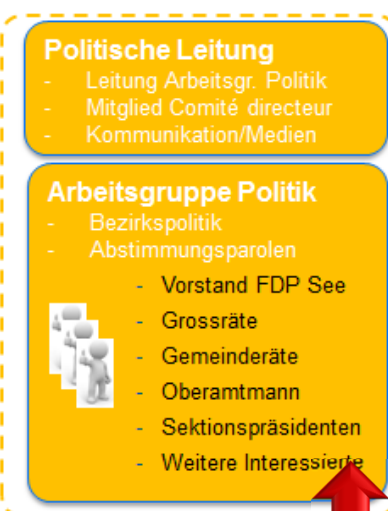 Politische Leitung
- Leitung Arbeitsgr. Politik
- Mitglied Comité directeur
- Kommunikation/Medien
Arbeitsgruppe Politik
- Bezirkspolitik
- Abstimmungsparolen
- Vorstand FDP See
- Grossräte
- Gemeinderäte
- Oberamtmann
- Sektionspräsidenten
- Weitere Interessierte